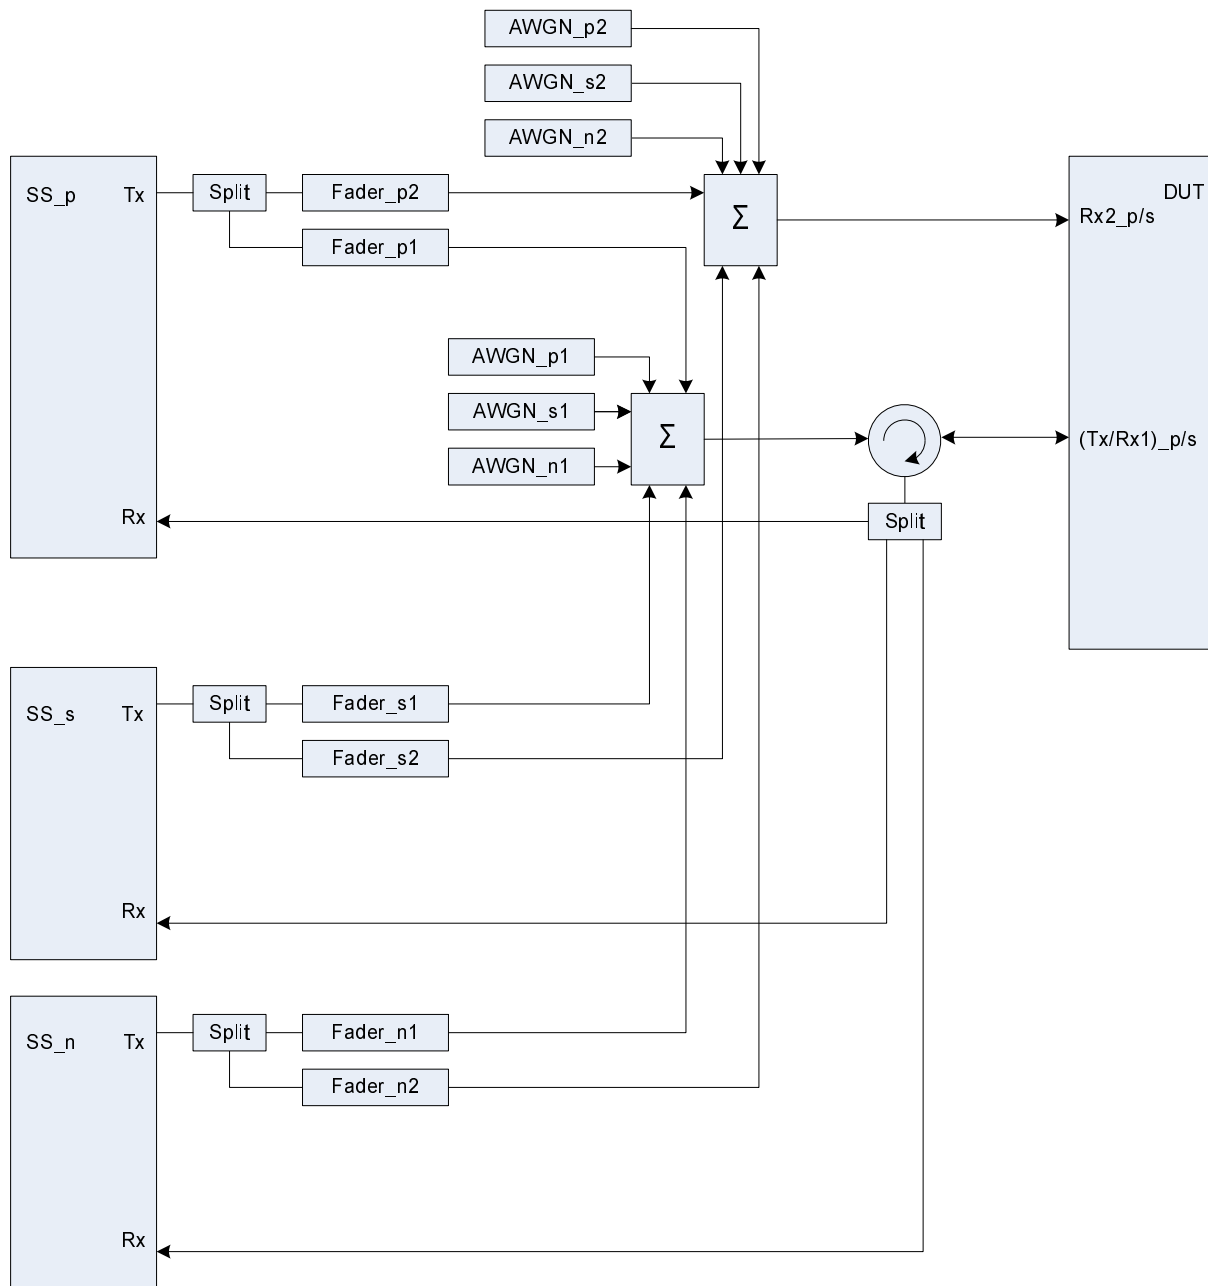 AWGN_p2
AWGN_s2
AWGN_n2
SS_p Tx
Split
Fader_p2
Fader_p1
Σ
DUT
Rx2_p/s
AWGN_p1
AWGN_s1
AWGN_n1
Σ
(Tx/Rx1)_p/s
Rx
Split
SS_s Tx
Split
Fader_s1
Fader_s2
Rx
SS_n Tx
Split
Fader_n1
Fader_n2
Rx